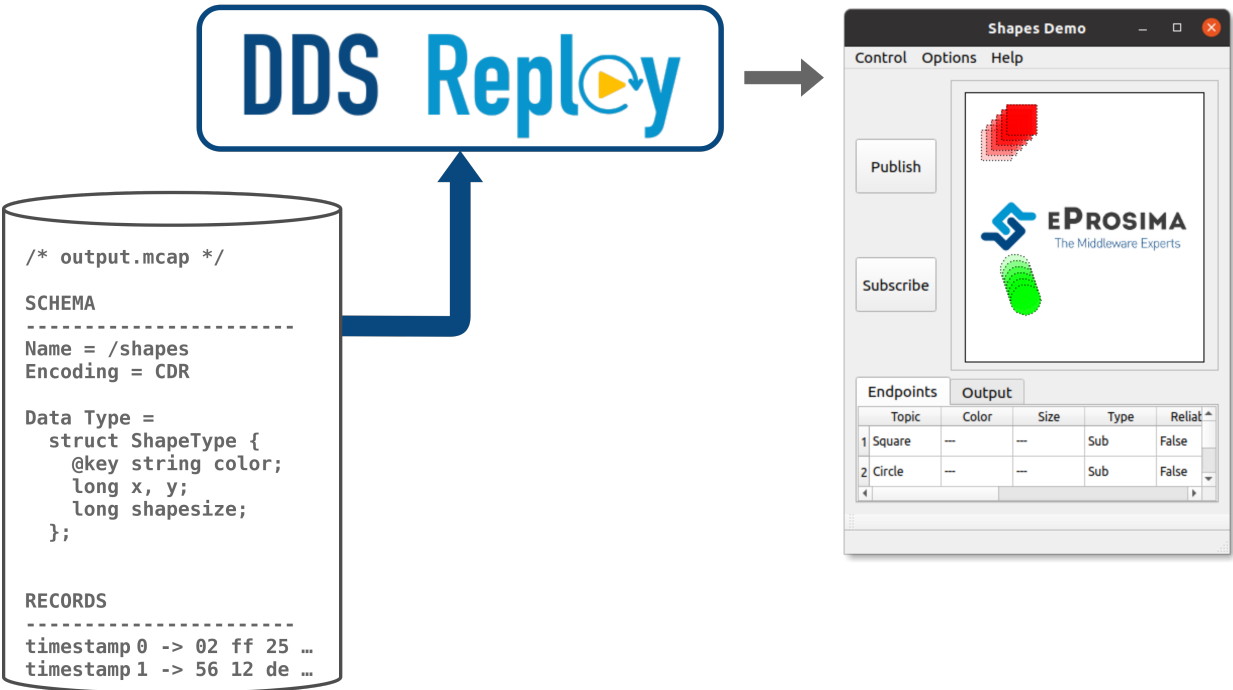 DDS Replay
/* output.mcap */
SCHEMA
-----------------------
Name = /shapes
Encoding = CDR
Data Type =
struct ShapeType {
@key string color;
long x, y;
long shapesize;
};
RECORDS
-----------------------
timestamp 0 -> 02 ff 25 …
timestamp 1 -> 56 12 de …
Shapes Demo
Control Options Help
Publish
Subscribe
eProsima
The Middleware Experts
Endpoints Output
Topic Color Size Type Reliat
1 Square --- --- Sub False
2 Circle --- --- Sub False